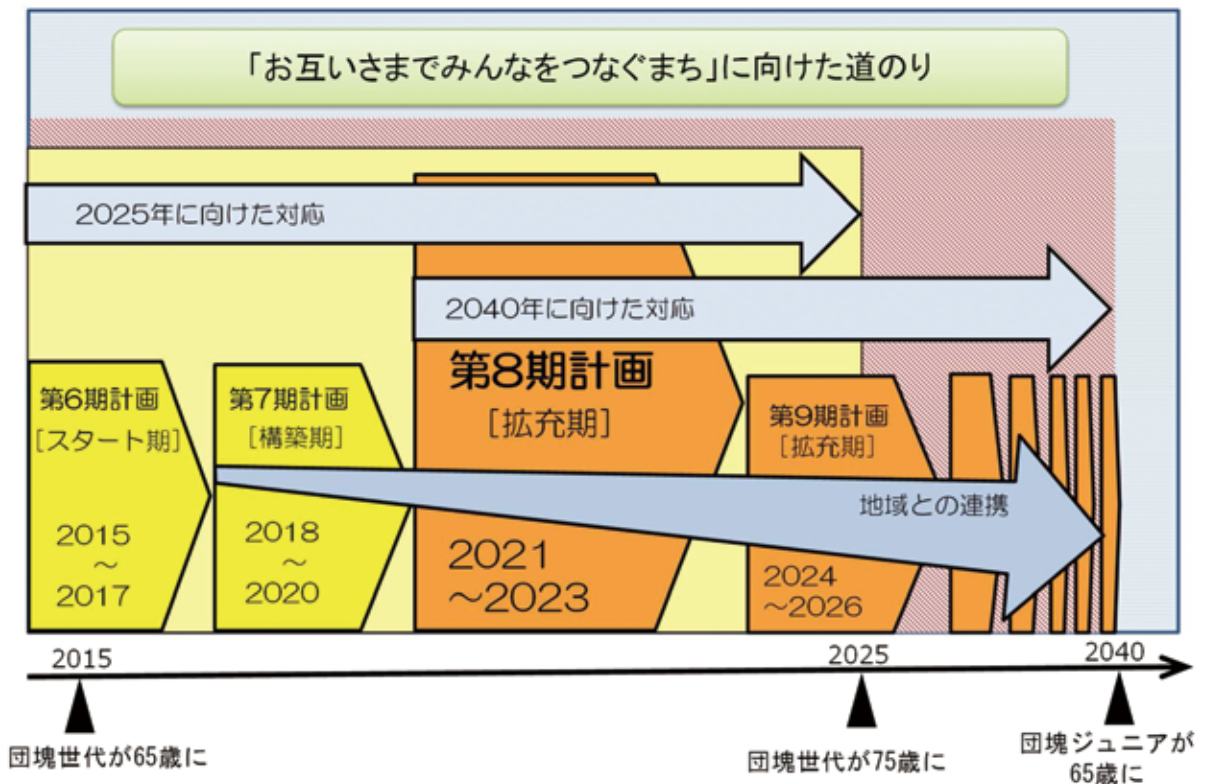 「お互いさまでみんなをつなぐまち」に向けた道のり
2025年に向けた対応
2040年に向けた対応
第6期計画
［スタート期］
2015
～
2017
第7期計画
［構築期］
2018
～
2020
第8期計画
［拡充期］
2021
～2023
第9期計画
［拡充期］
2024
～2026
地域との連携
2015
2025
2040
団塊世代が65歳に
団塊世代が75歳に
団塊ジュニアが
65歳に